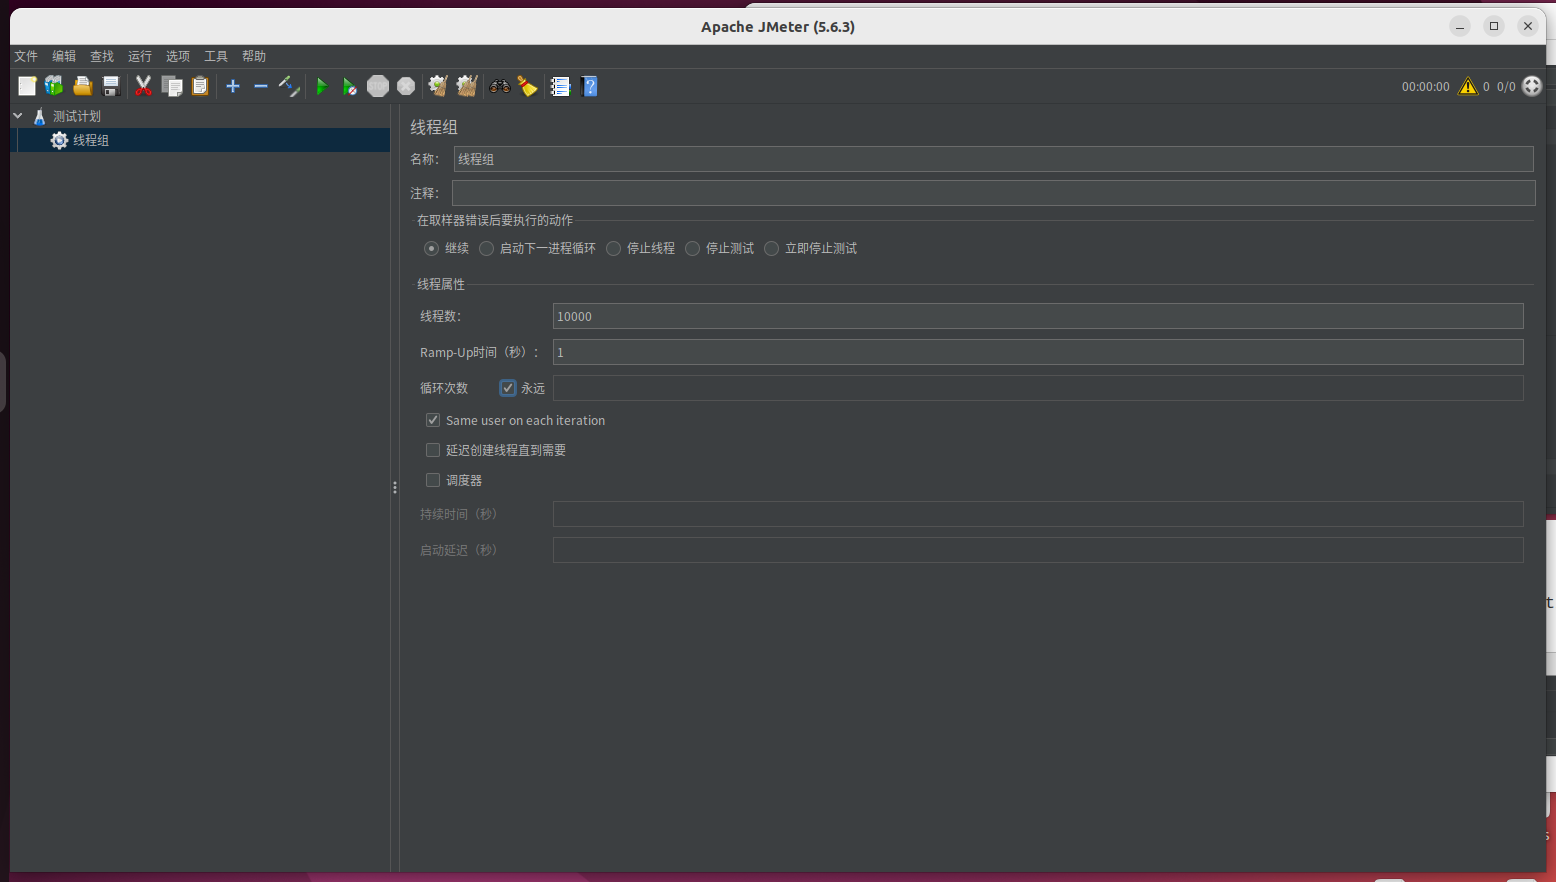 Apache JMeter (5.6.3)
文件 编辑 查找 运行 选项 工具 帮助
STOP
00:00:00 0 0/0
测试计划
线程组
线程组
名称： 线程组
注释：
在取样器错误后要执行的动作
继续 启动下一进程循环 停止线程 停止测试 立即停止测试
线程属性
线程数： 10000
Ramp-Up时间（秒）： 1
循环次数 永远
Same user on each iteration
延迟创建线程直到需要
调度器
持续时间（秒）
启动延迟（秒）
t
s